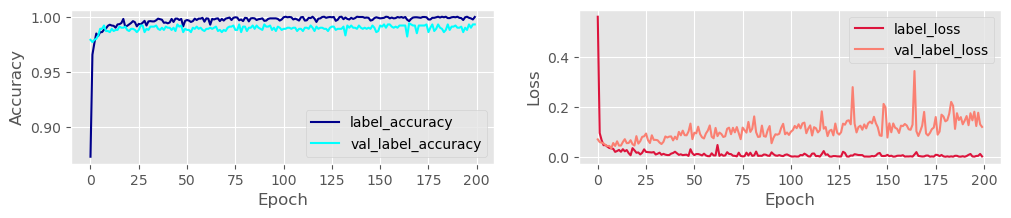 1.00
0.95
0.90
Accuracy
label_accuracy
val_label_accuracy
0 25 50 75 100 125 150 175 200
Epoch
0.4
0.2
0.0
Loss
label_loss
val_label_loss
0 25 50 75 100 125 150 175 200
Epoch